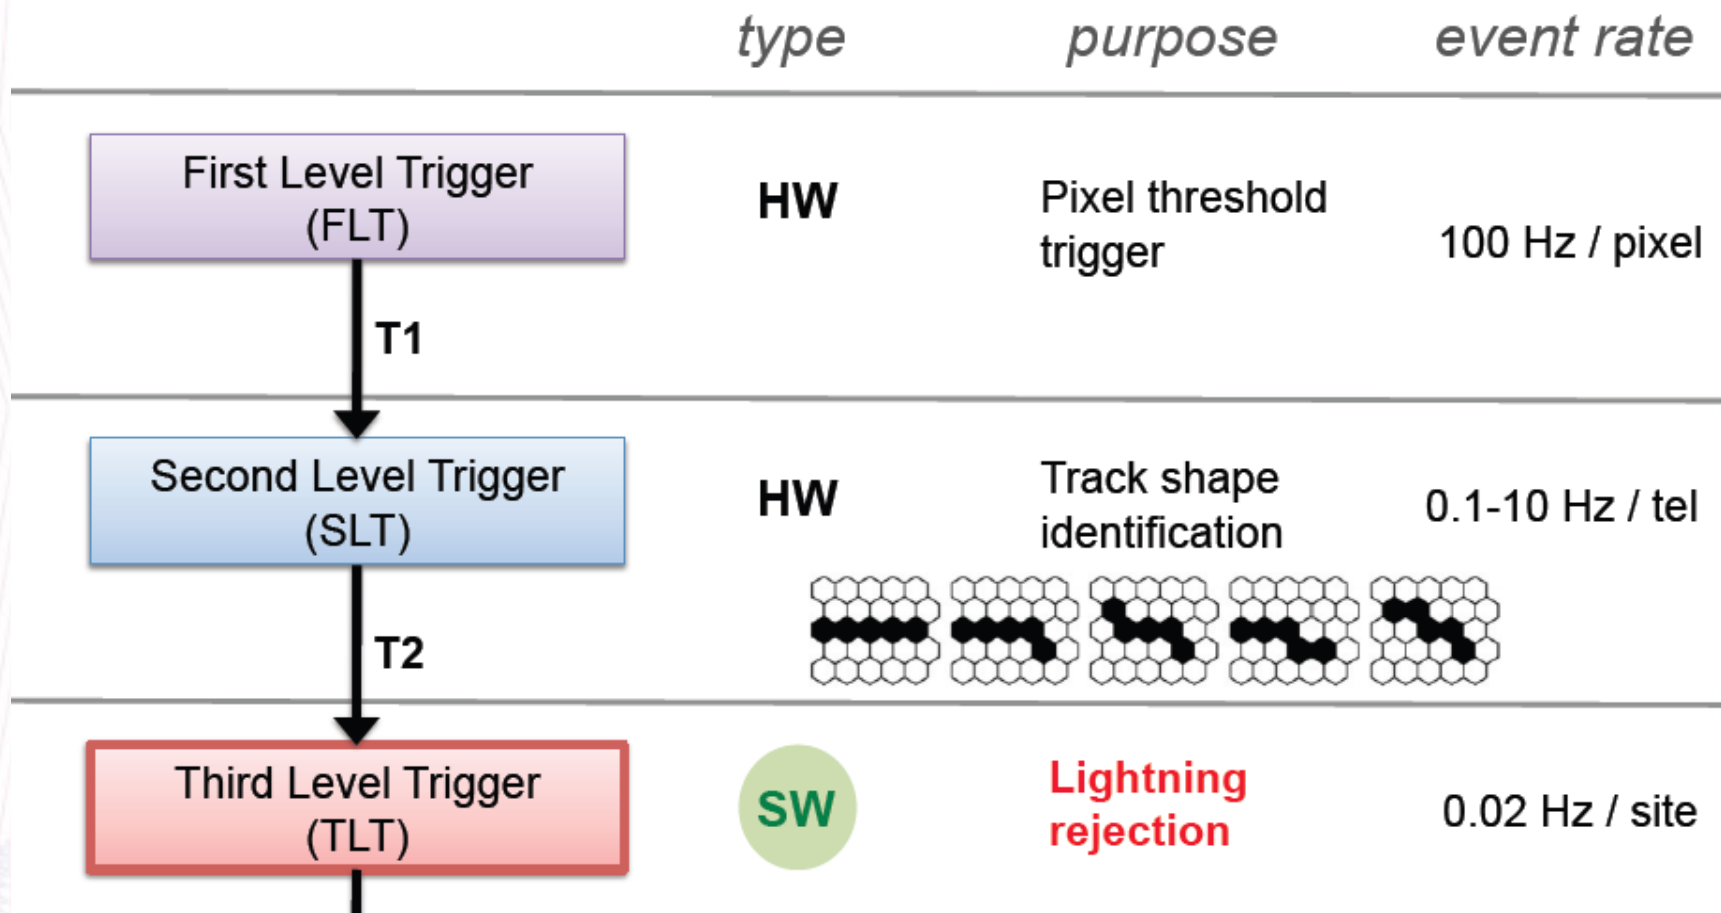 type purpose event rate
First Level Trigger
(FLT)
HW
Pixel threshold
trigger
100 Hz / pixel
T1
Second Level Trigger
(SLT)
HW
Track shape
identification
0.1-10 Hz / tel
T2
Third Level Trigger
(TLT)
SW
Lightning
rejection
0.02 Hz / site